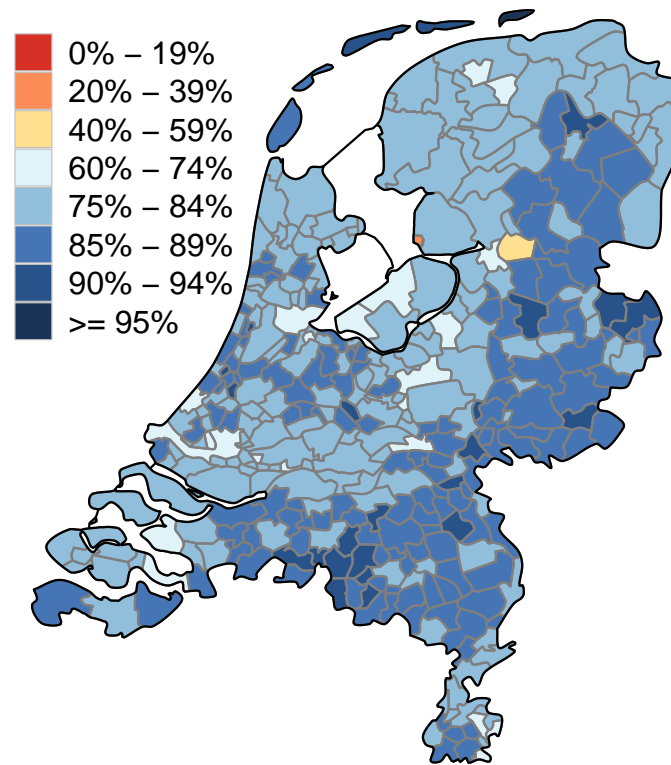 0% – 19%
20% – 39%
40% – 59%
60% – 74%
75% – 84%
85% – 89%
90% – 94%
>= 95%